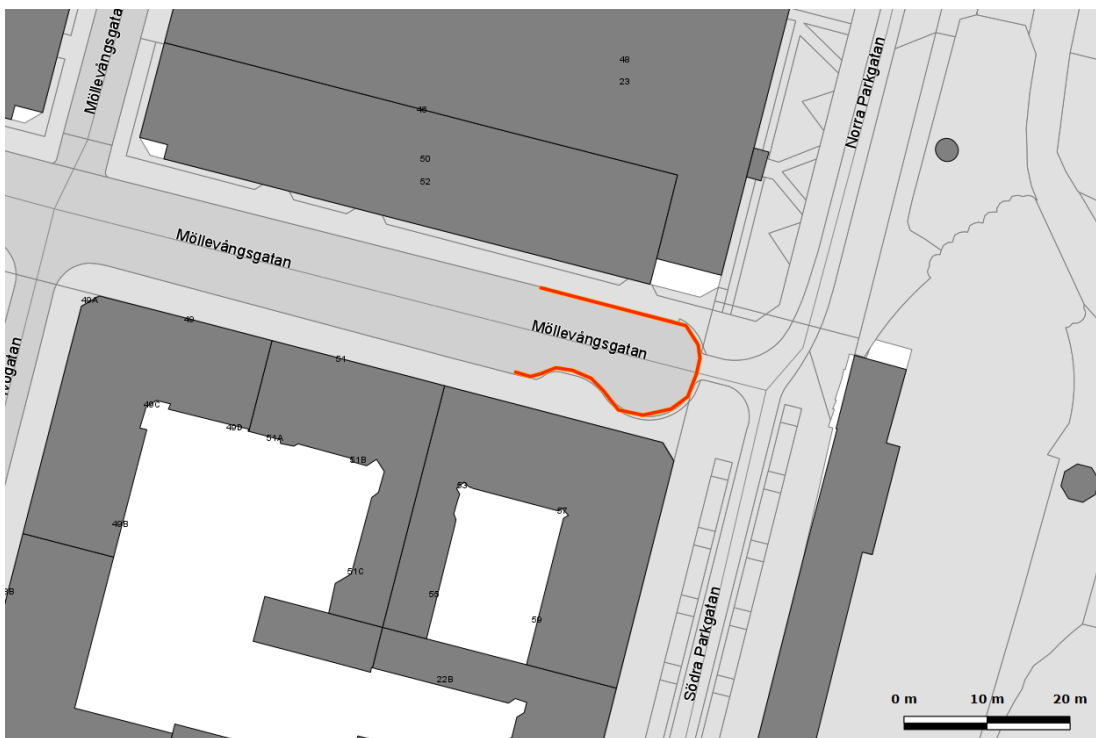 Möllevångsgatan
Norra Parkgatan
48
23
46
50
52
Möllevångsgatan
49A
49
51
Möllevångsgatan
49C
49D
51A
51B
53
57
49B
51C
55
59
22B
Södra Parkgatan
0 m 10 m 20 m